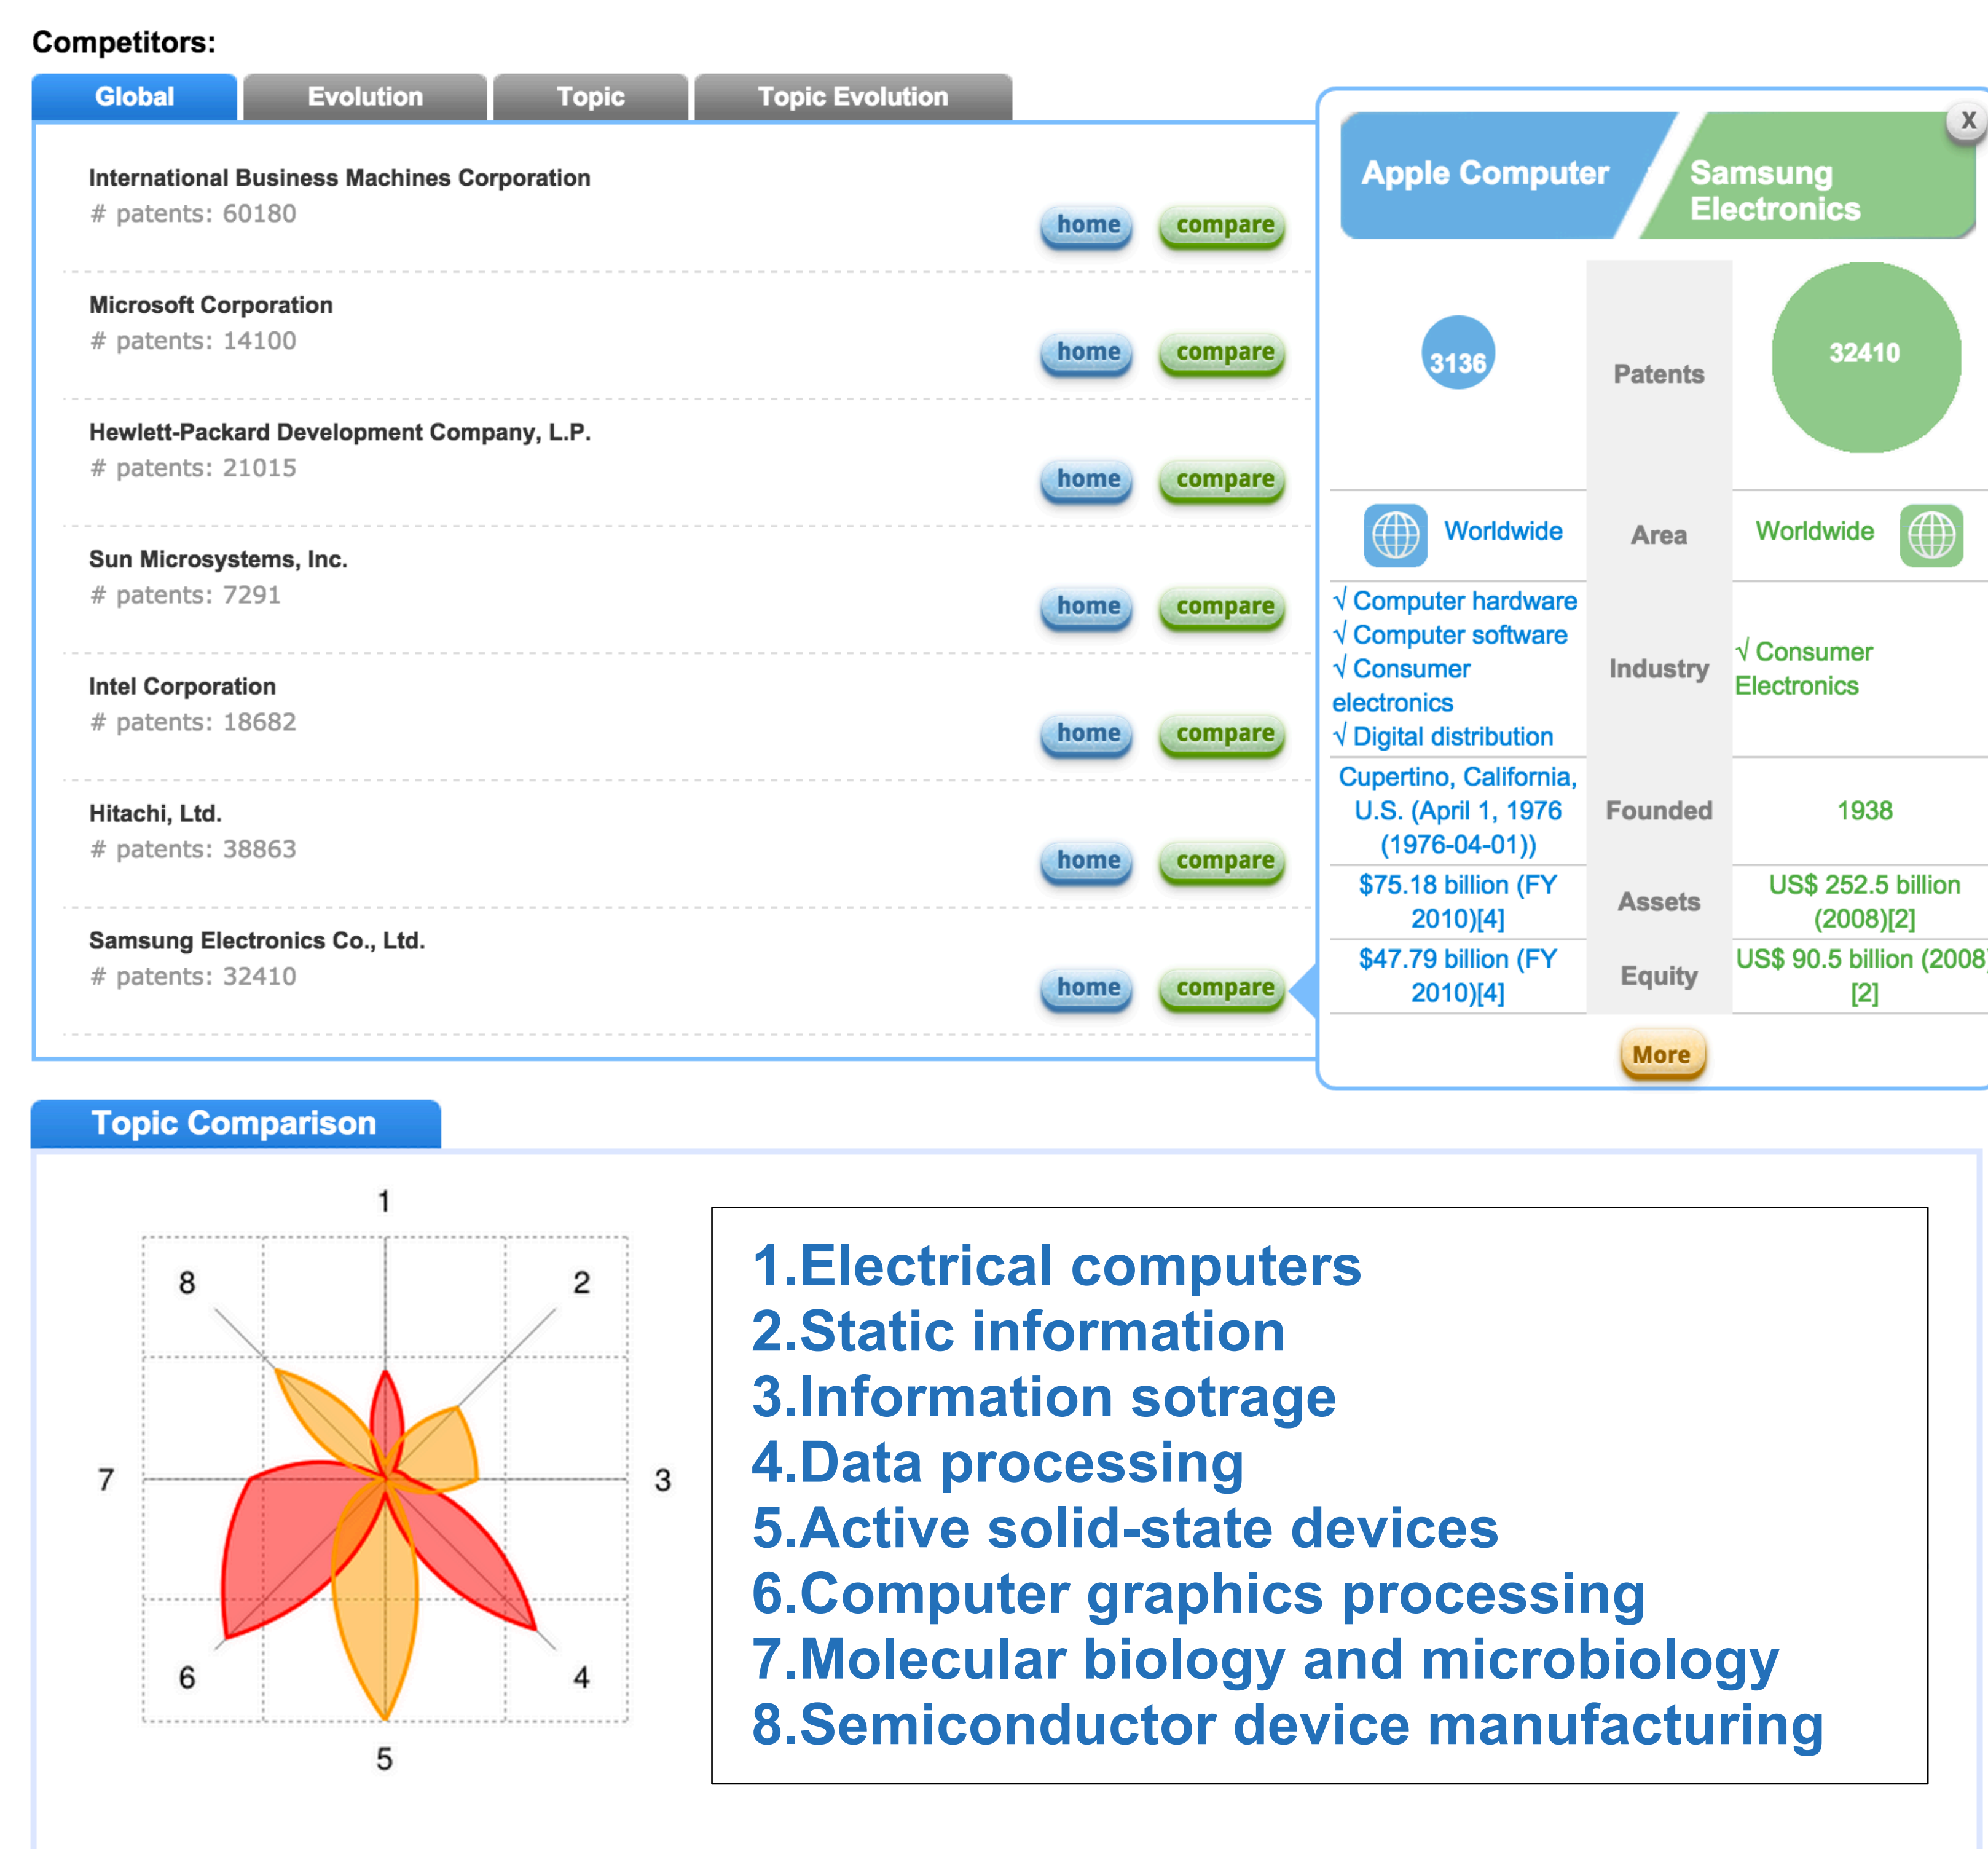 Competitors:
Global Evolution Topic Topic Evolution
International Business Machines Corporation
# patents: 60180
home compare
Microsoft Corporation
# patents: 14100
home compare
Hewlett-Packard Development Company, L.P.
# patents: 21015
home compare
Sun Microsystems, Inc.
# patents: 7291
home compare
Intel Corporation
# patents: 18682
home compare
Hitachi, Ltd.
# patents: 38863
home compare
Samsung Electronics Co., Ltd.
# patents: 32410
home compare
X
Apple Computer
Samsung
Electronics
3136 Patents 32410
Worldwide Area Worldwide
√ Computer hardware
√ Computer software
√ Consumer
electronics
√ Digital distribution
Industry
√ Consumer
Electronics
Cupertino, California,
U.S. (April 1, 1976
(1976-04-01))
Founded
1938
$75.18 billion (FY
2010)[4]
Assets
US$ 252.5 billion
(2008)[2]
$47.79 billion (FY
2010)[4]
Equity
US$ 90.5 billion (2008)
[2]
More
Topic Comparison
1
8 2
7 3
6 4
5
1.Electrical computers
2.Static information
3.Information sotrage
4.Data processing
5.Active solid-state devices
6.Computer graphics processing
7.Molecular biology and microbiology
8.Semiconductor device manufacturing